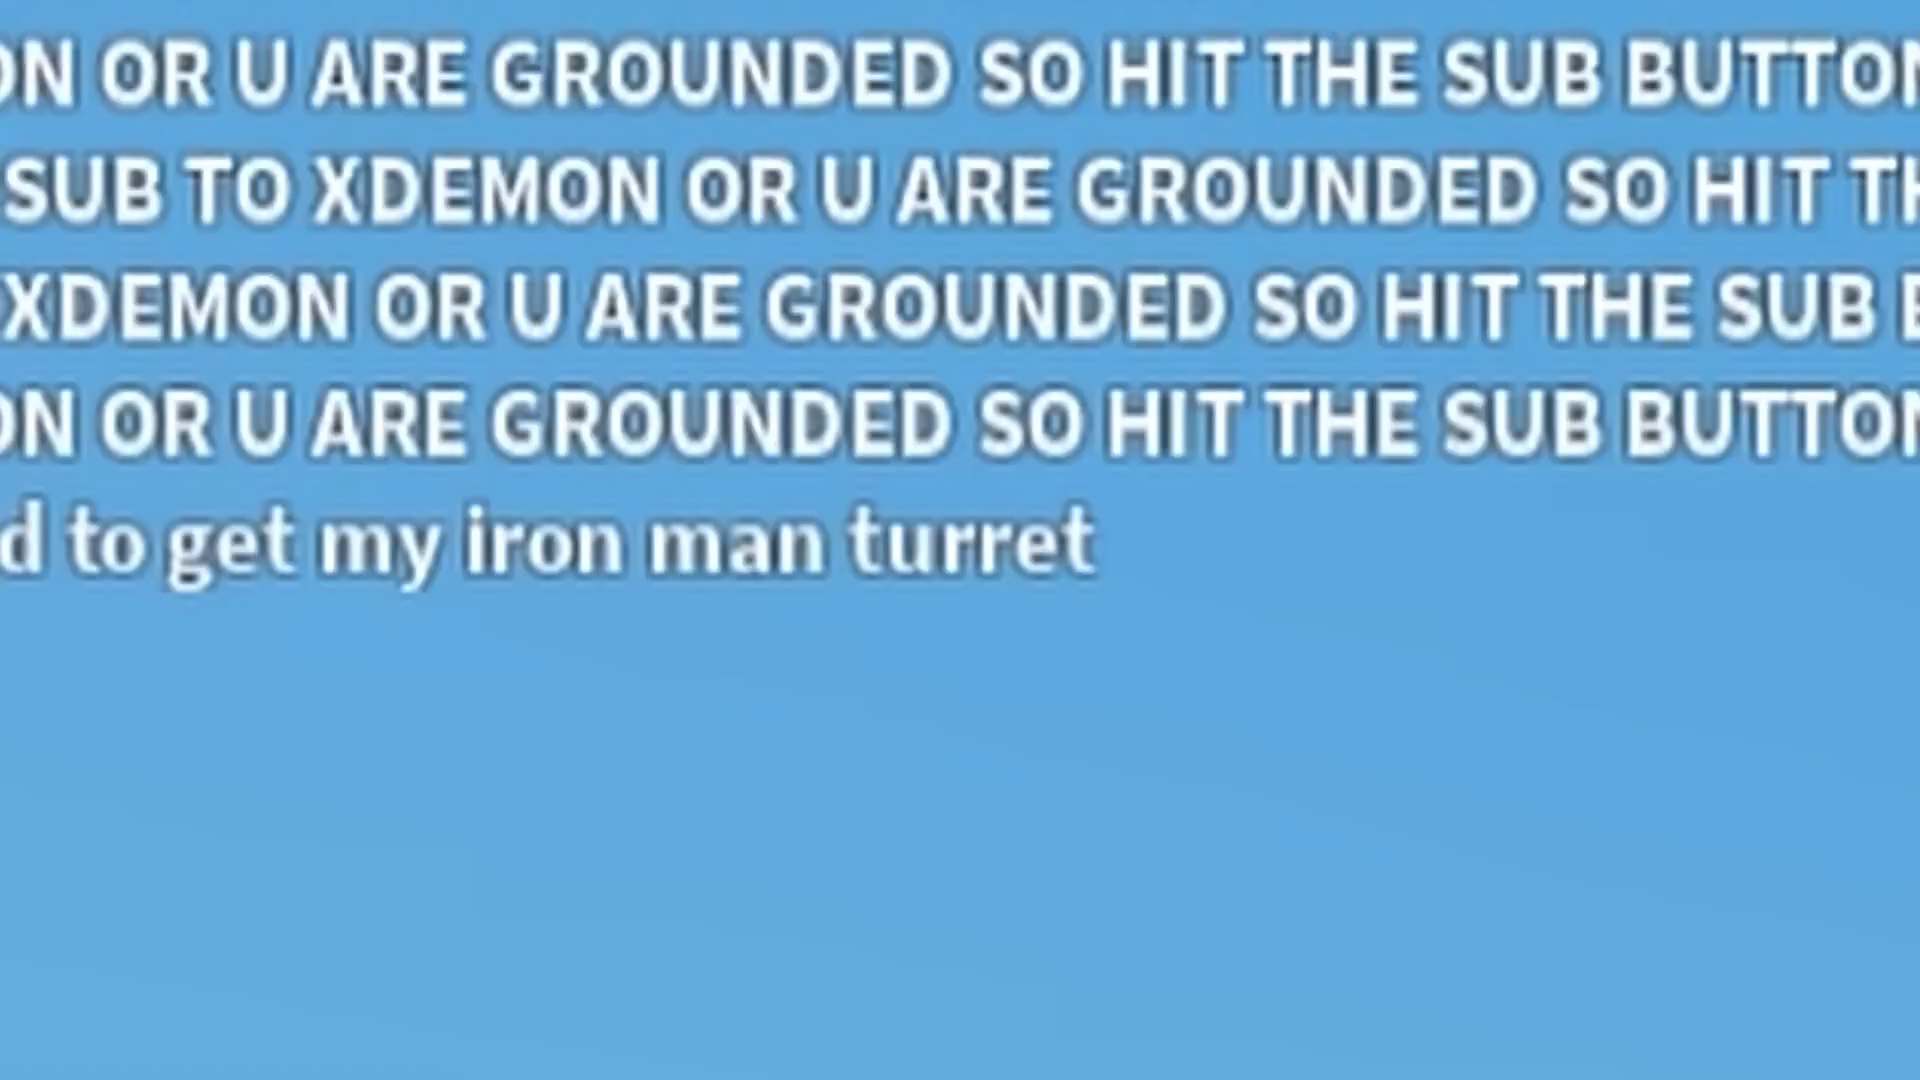 ON OR U ARE GROUNDED SO HIT THE SUB BUTTON
SUB TO XDEMON OR U ARE GROUNDED SO HIT TH
XDEMON OR U ARE GROUNDED SO HIT THE SUB B
ON OR U ARE GROUNDED SO HIT THE SUB BUTTON
d to get my iron man turret